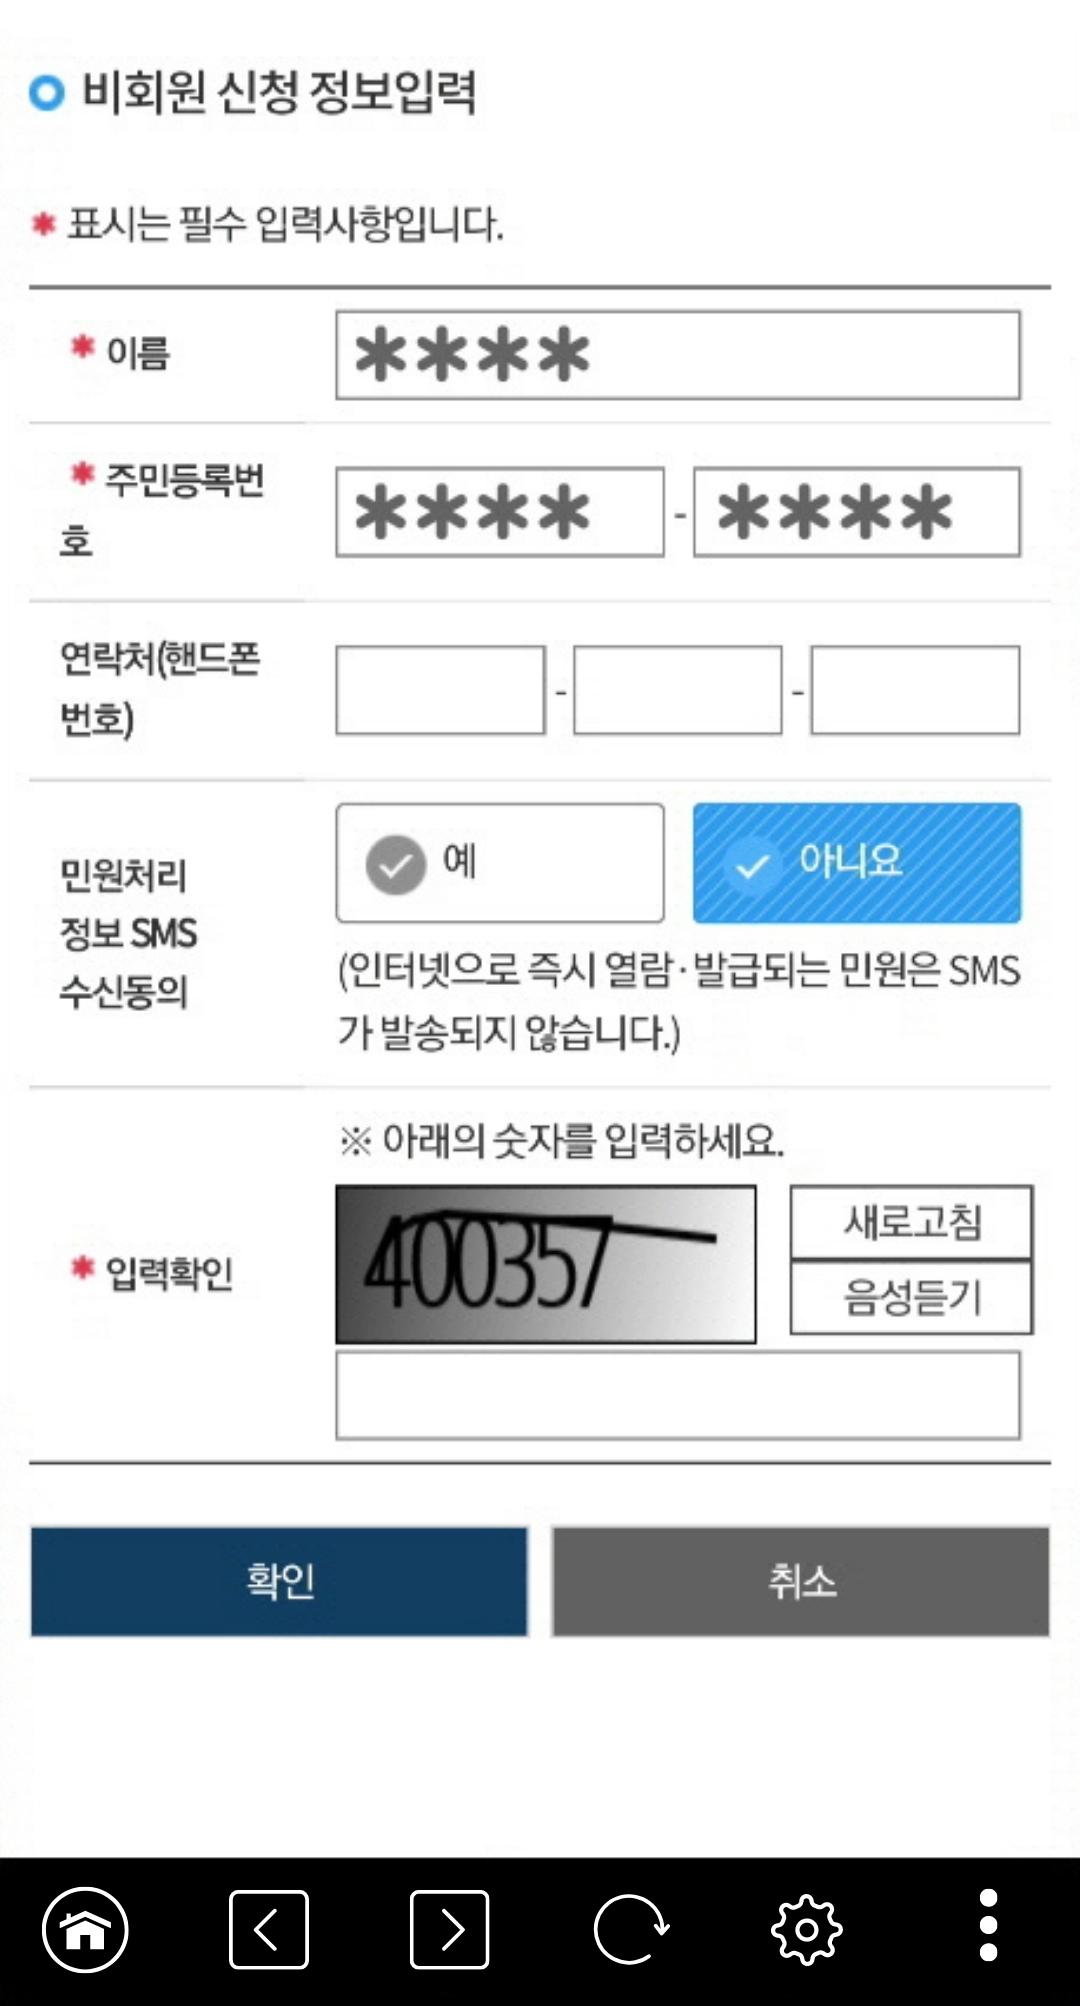 비회원 신청 정보입력
* 표시는 필수 입력사항입니다.
* 이름
****
* 주민등록번
호
**** - ****
연락처(핸드폰
번호)
- -
민원처리
정보 SMS
수신동의
예
아니요
(인터넷으로 즉시 열람·발급되는 민원은 SMS
가 발송되지 않습니다.)
* 입력확인
※ 아래의 숫자를 입력하세요.
400357
새로고침
음성듣기
확인
취소